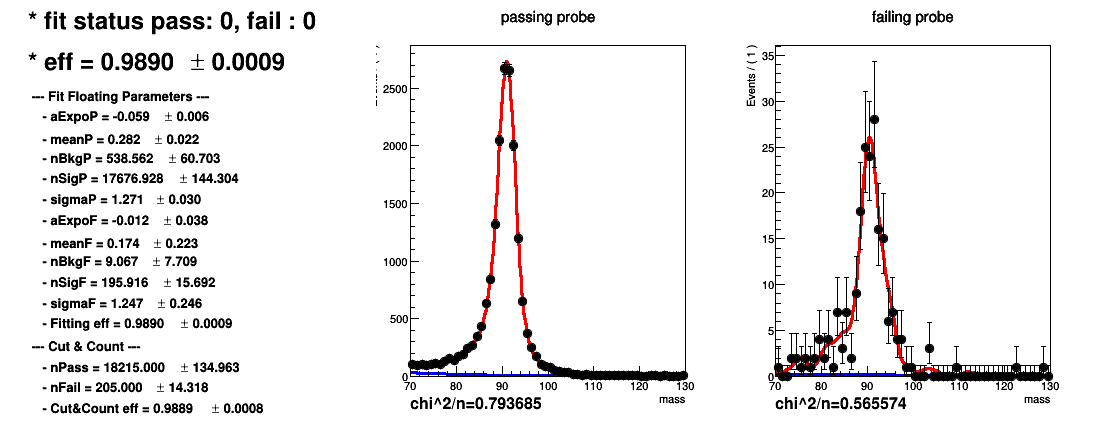 * fit status pass: 0, fail : 0
* eff = 0.9890 ± 0.0009
--- Fit Floating Parameters ---
- aExpoP = -0.059 ± 0.006
- meanP = 0.282 ± 0.022
- nBkgP = 538.562 ± 60.703
- nSigP = 17676.928 ± 144.304
- sigmaP = 1.271 ± 0.030
- aExpoF = -0.012 ± 0.038
- meanF = 0.174 ± 0.223
- nBkgF = 9.067 ± 7.709
- nSigF = 195.916 ± 15.692
- sigmaF = 1.247 ± 0.246
- Fitting eff = 0.9890 ± 0.0009
--- Cut & Count ---
- nPass = 18215.000 ± 134.963
- nFail = 205.000 ± 14.318
- Cut&Count eff = 0.9889 ± 0.0008
passing probe
2500
2000
1500
1000
500
0
70 80 90 100 110 120 130
mass
chi^2/n=0.793685
failing probe
Events / ( 1 )
35
30
25
20
15
10
5
0
70 80 90 100 110 120 130
mass
chi^2/n=0.565574